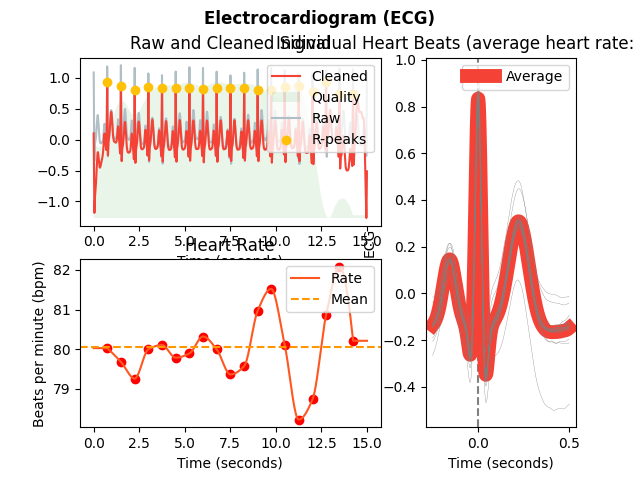 Electrocardiogram (ECG)
Raw and Cleaned Signal
Individual Heart Beats (average heart rate:
1.0
0.5
0.0
−0.5
−1.0
Cleaned
Quality
Raw
R-peaks
0.0 2.5 5.0 7.5 10.0 12.5 15.0
Time (seconds)
Heart Rate
82
81
80
79
Beats per minute (bpm)
Rate
Mean
0.0 2.5 5.0 7.5 10.0 12.5 15.0
Time (seconds)
ECG
1.0
0.8
0.6
0.4
0.2
0.0
−0.2
−0.4
Average
0.0 0.5
Time (seconds)